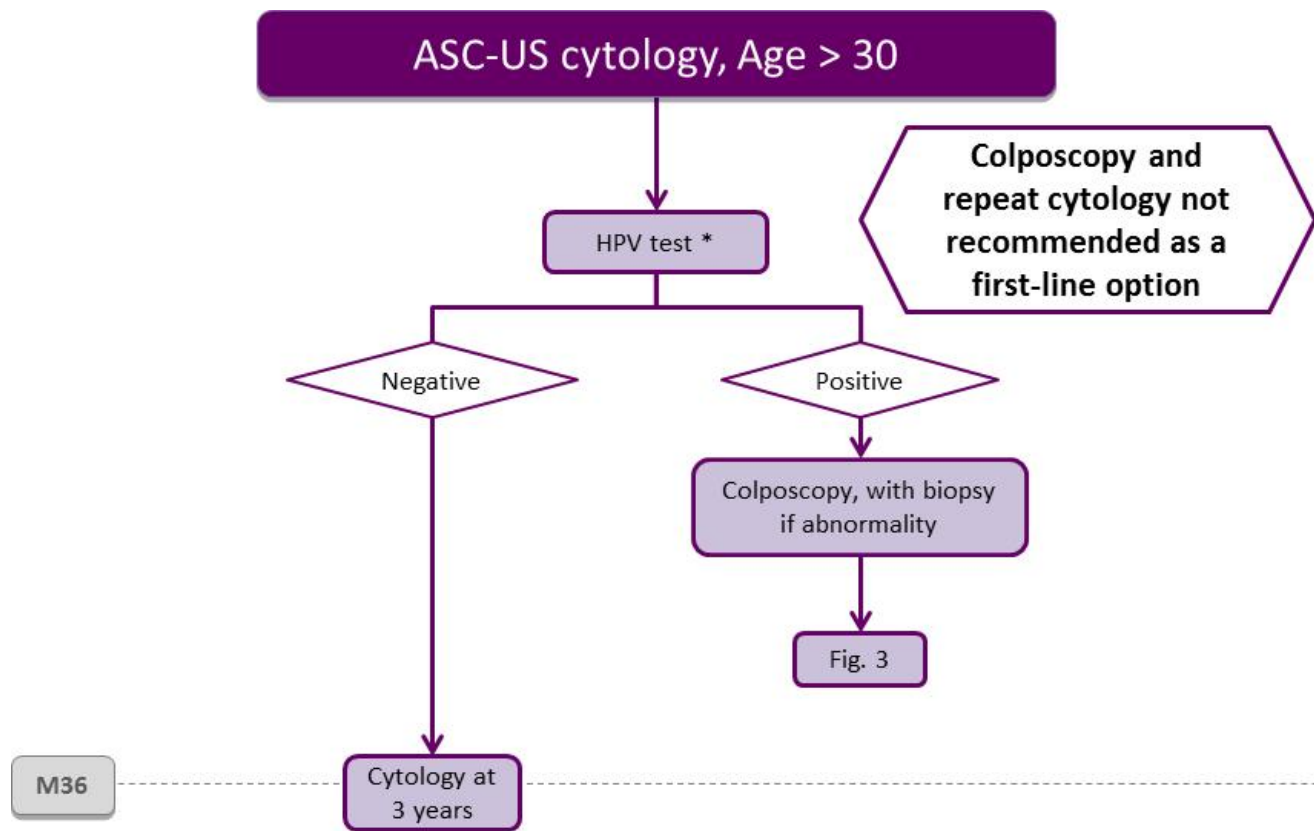 ASC-US cytology, Age > 30
Colposcopy and
repeat cytology not
recommended as a
first-line option
HPV test *
Negative
Positive
Colposcopy, with biopsy
if abnormality
Fig. 3
M36
Cytology at
3 years